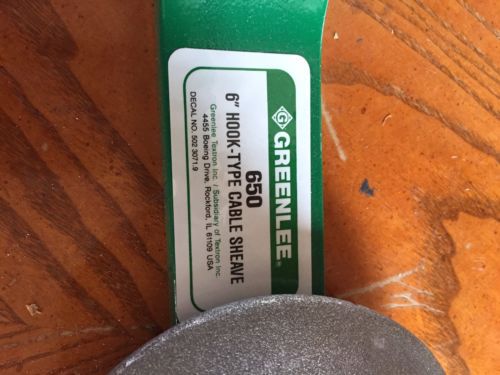 GREENLEE®
650
6" HOOK-TYPE CABLE SHEAVE
Greenlee Textron Inc. / Subsidiary of Textron Inc.
4455 Boeing Drive, Rockford, IL 61109 USA
DECAL NO. 502 3071.9